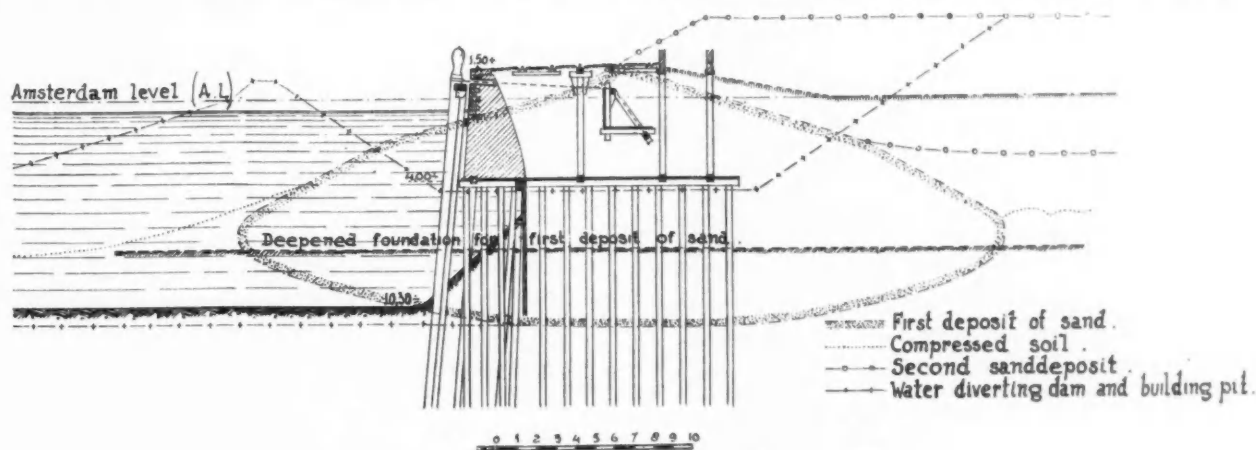 1.50+
Amsterdam level (A.L)
4.00÷
Deepened foundation for first deposit of sand.
10.50÷
First deposit of sand.
Compressed soil.
Second sanddeposit.
Water diverting dam and building pit.
0 1 2 3 4 5 6 7 8 9 10